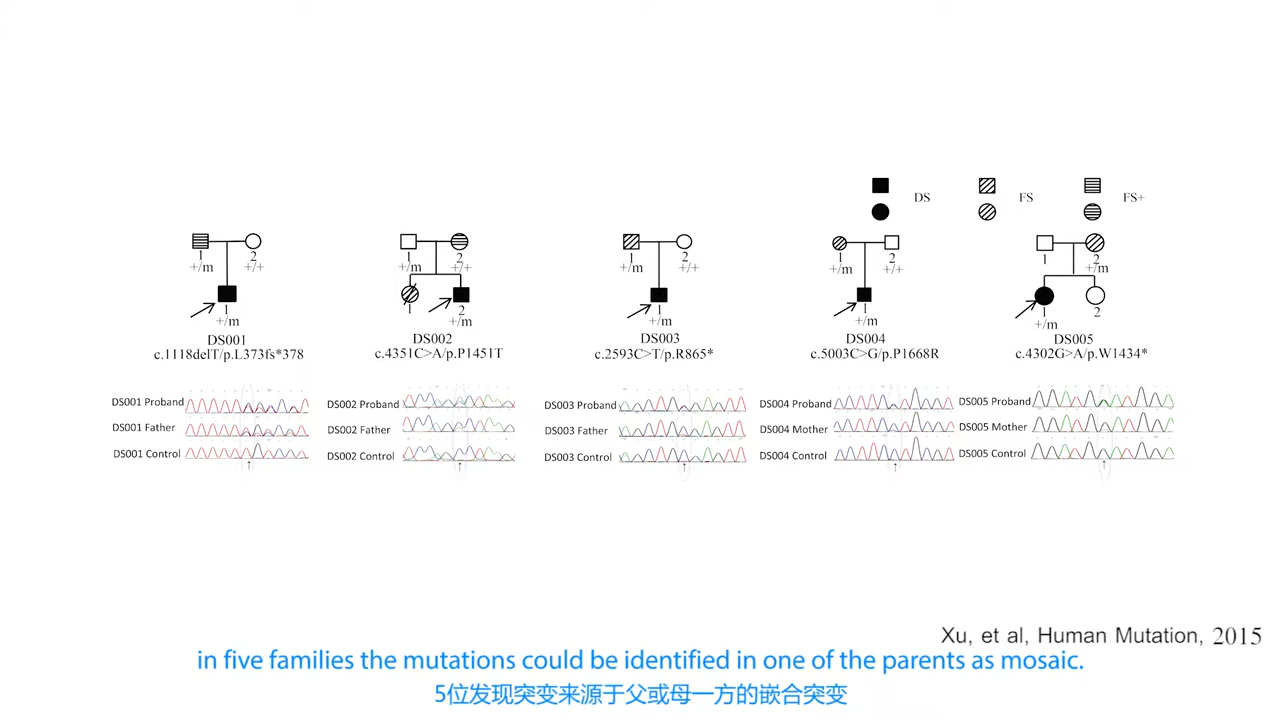 DS FS FS+
1 2 1 2 1 2 1 2 1 2
+/m +/+ +/m +/+ +/m +/+ +/m +/+ +/m
1 1 2 1 1 1 2
+/m +/m +/m +/m +/m
DS001 DS002 DS003 DS004 DS005
c.1118delT/p.L373fs*378 c.4351C>A/p.P1451T c.2593C>T/p.R865* c.5003C>G/p.P1668R c.4302G>A/p.W1434*
DS001 Proband DS002 Proband DS003 Proband DS004 Proband DS005 Proband
DS001 Father DS002 Father DS003 Father DS004 Mother DS005 Mother
DS001 Control DS002 Control DS003 Control DS004 Control DS005 Control
Xu, et al, Human Mutation, 2015
in five families the mutations could be identified in one of the parents as mosaic.
5位发现突变来源于父或母一方的嵌合突变